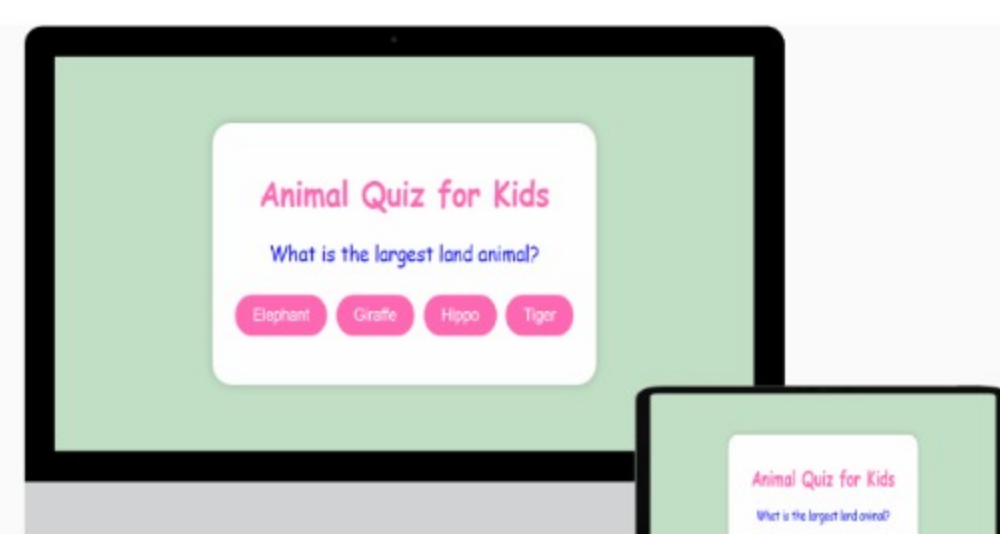 Animal Quiz for Kids
What is the largest land animal?
Elephant Giraffe Hippo Tiger
Animal Quiz for Kids
What is the largest land animal?